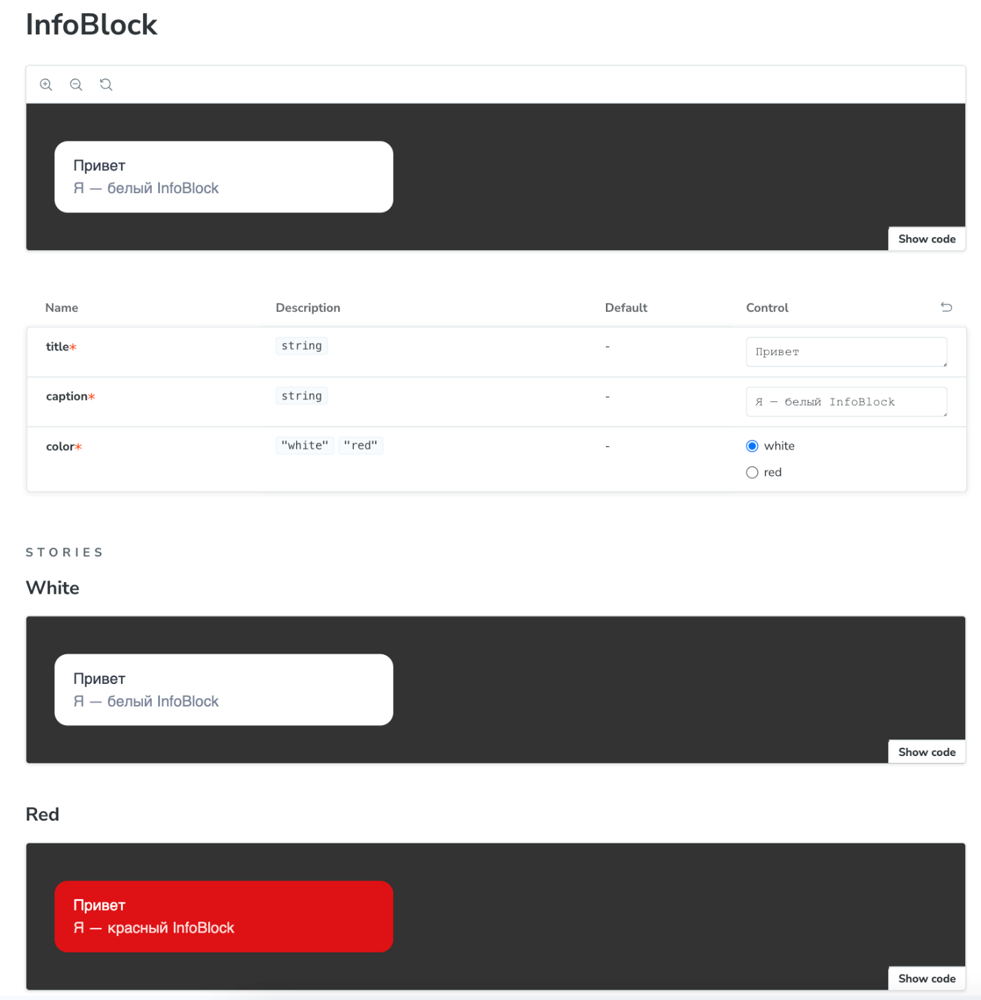 InfoBlock
Привет
Я — белый InfoBlock
Show code
Name Description Default Control
title* string - Привет
caption* string - Я — белый InfoBlock
color* "white" "red" - white
red
STORIES
White
Привет
Я — белый InfoBlock
Show code
Red
Привет
Я — красный InfoBlock
Show code